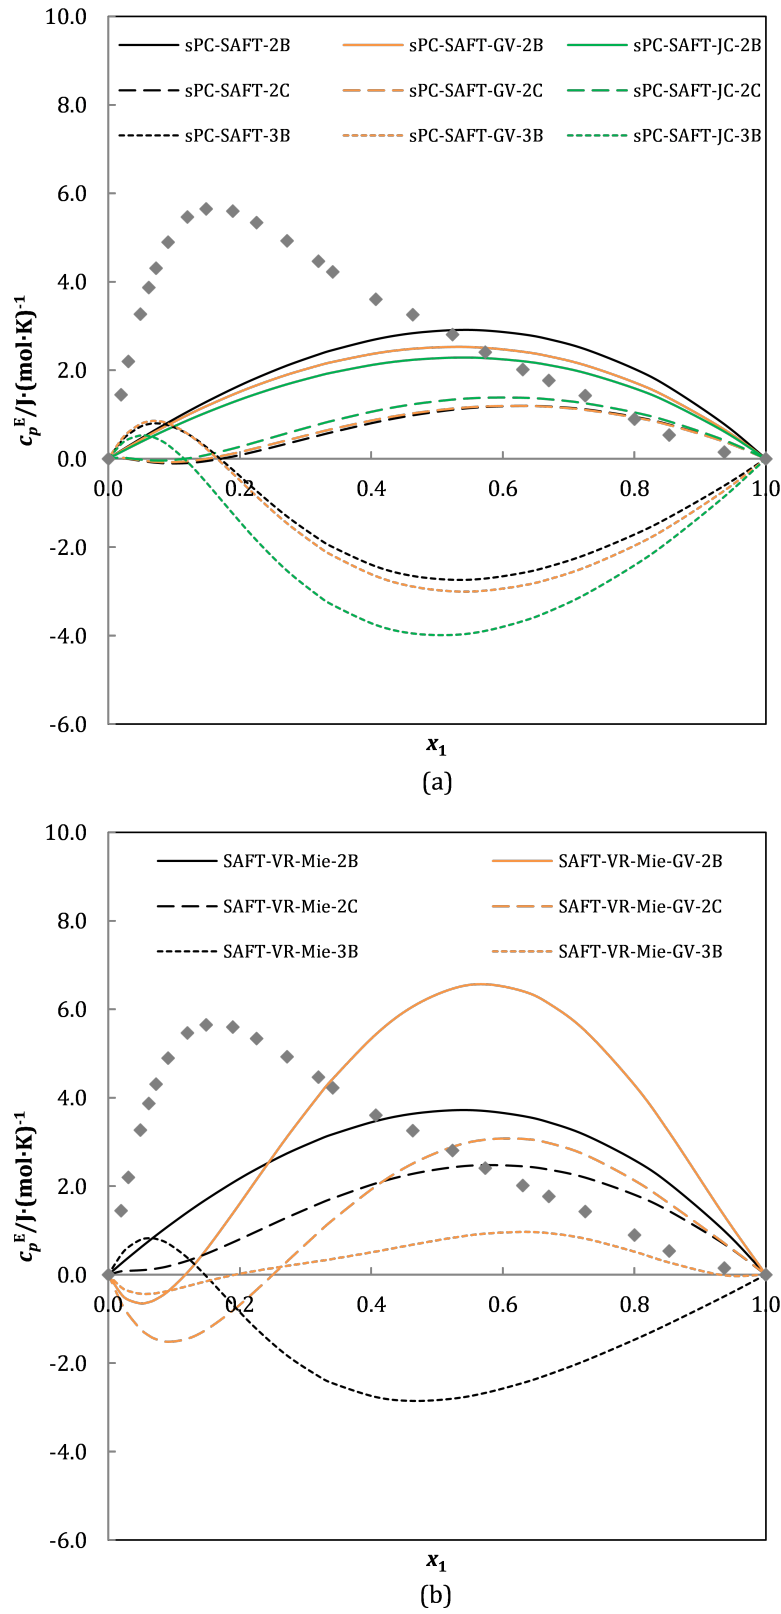 10.0
sPC-SAFT-2B sPC-SAFT-GV-2B sPC-SAFT-JC-2B
8.0
sPC-SAFT-2C sPC-SAFT-GV-2C sPC-SAFT-JC-2C
sPC-SAFT-3B sPC-SAFT-GV-3B sPC-SAFT-JC-3B
6.0
4.0
2.0
0.0
-2.0
-4.0
-6.0
cₚᴱ/J·(mol·K)⁻¹
0.0 0.2 0.4 0.6 0.8 1.0
x₁
(a)
10.0
SAFT-VR-Mie-2B SAFT-VR-Mie-GV-2B
SAFT-VR-Mie-2C SAFT-VR-Mie-GV-2C
8.0
SAFT-VR-Mie-3B SAFT-VR-Mie-GV-3B
6.0
4.0
2.0
0.0
-2.0
-4.0
-6.0
cₚᴱ/J·(mol·K)⁻¹
0.0 0.2 0.4 0.6 0.8 1.0
x₁
(b)